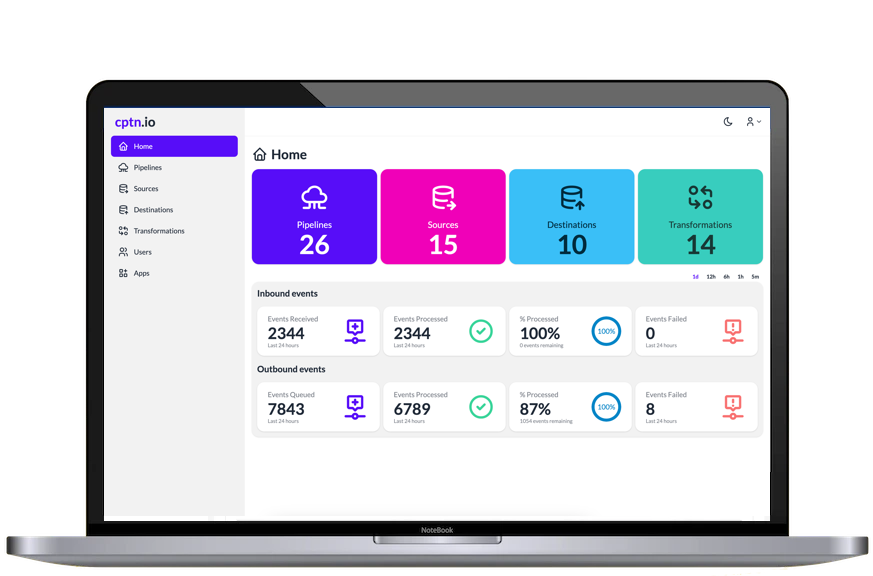 cptn.io
Home
Pipelines
Sources
Destinations
Transformations
Users
Apps
Home
Pipelines
26
Sources
15
Destinations
10
Transformations
14
1d 12h 6h 1h 5m
Inbound events
Events Received
2344
Last 24 hours
Events Processed
2344
Last 24 hours
% Processed
100%
0 events remaining
100%
Events Failed
0
Last 24 hours
Outbound events
Events Queued
7843
Last 24 hours
Events Processed
6789
Last 24 hours
% Processed
87%
1054 events remaining
100%
Events Failed
8
Last 24 hours
NoteBook